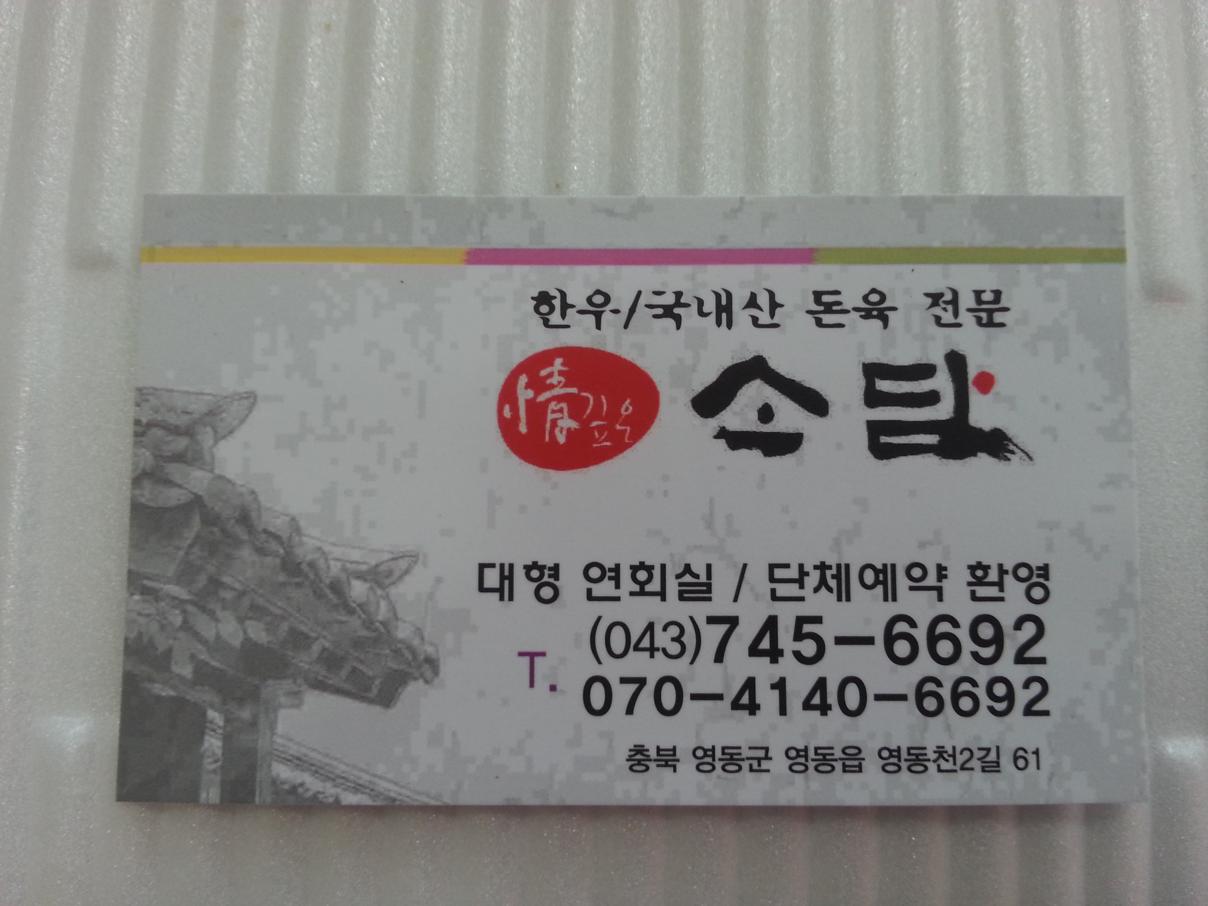 한우/국내산 돈육 전문
情깊은 소담
대형 연회실 / 단체예약 환영
T. (043)745-6692
070-4140-6692
충북 영동군 영동읍 영동천2길 61